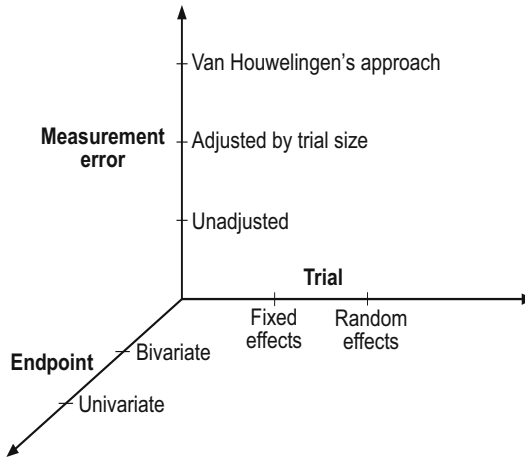 Van Houwelingen's approach
Measurement
error
Adjusted by trial size
Unadjusted
Trial
Fixed
effects
Random
effects
Endpoint
Bivariate
Univariate